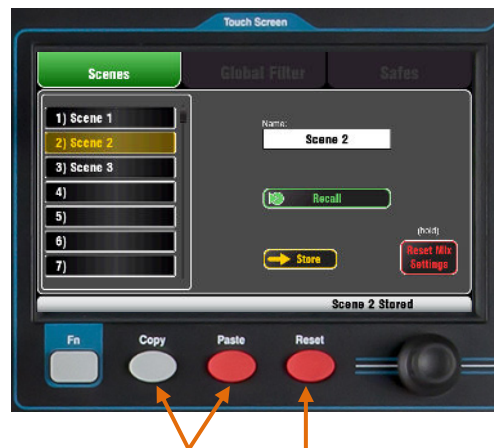 Touch Screen
Scenes
Global Filter
Safes
1) Scene 1
2) Scene 2
3) Scene 3
4)
5)
6)
7)
Name:
Scene 2
Recall
Store
(hold)
Reset Mix
Settings
Scene 2 Stored
Fn
Copy
Paste
Reset